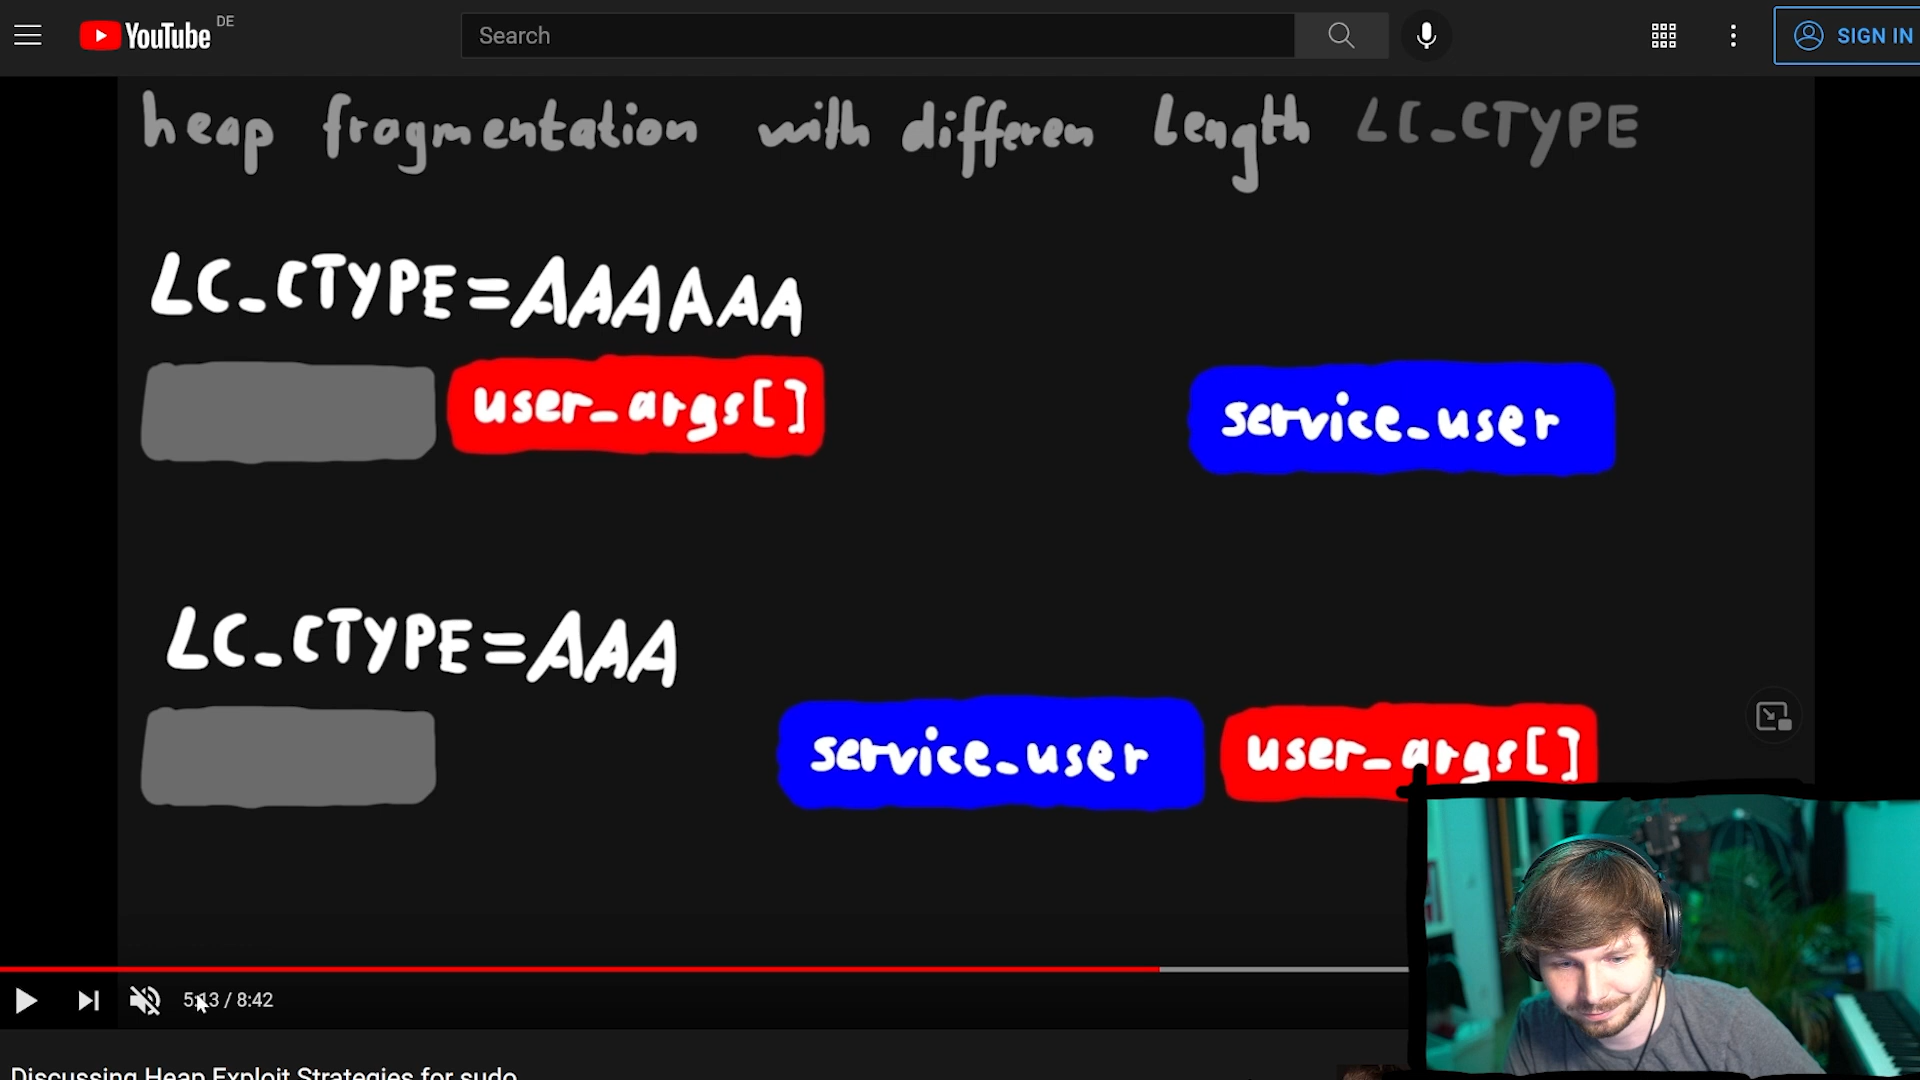 YouTube DE
Search
SIGN IN
heap fragmentation with differen length LC_CTYPE
LC_CTYPE=AAAAAA
user_args[]
service_user
LC_CTYPE=AAA
service_user
user_args[]
5:13 / 8:42
Discussing Heap Exploit Strategies for sudo